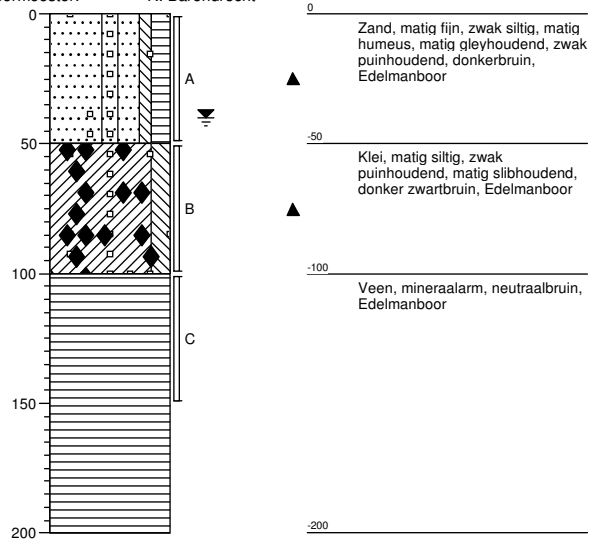 0
50
100
150
200
A
B
C
0
Zand, matig fijn, zwak siltig, matig
humeus, matig gleyhoudend, zwak
puinhoudend, donkerbruin,
Edelmanboor
-50
Klei, matig siltig, zwak
puinhoudend, matig slibhoudend,
donker zwartbruin, Edelmanboor
-100
Veen, mineraalarm, neutraalbruin,
Edelmanboor
-200